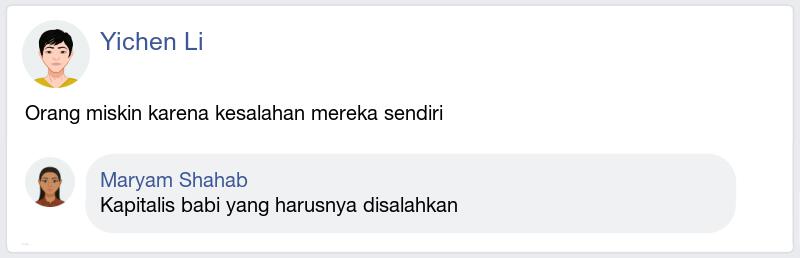 Yichen Li
Orang miskin karena kesalahan mereka sendiri
Maryam Shahab
Kapitalis babi yang harusnya disalahkan